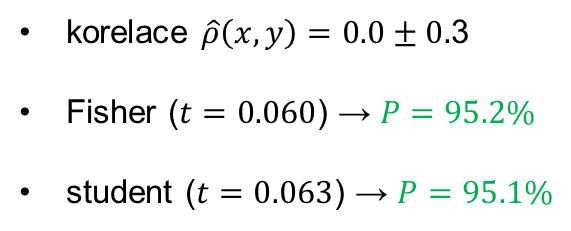 • korelace ρ̂(x, y) = 0.0 ± 0.3
• Fisher (t = 0.060) → P = 95.2%
• student (t = 0.063) → P = 95.1%